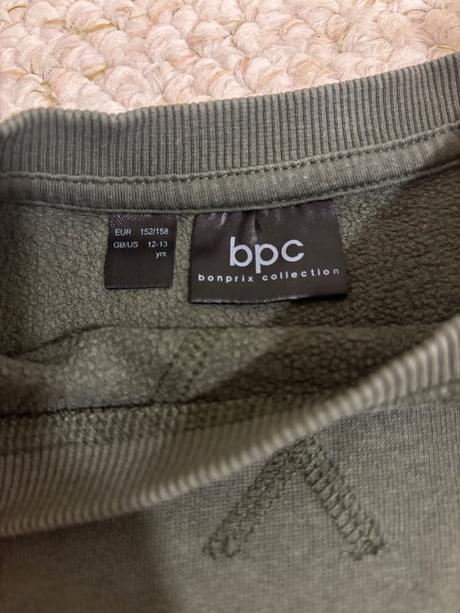 EUR 152/158
GB/US 12-13
yrs
bpc
bonprix collection